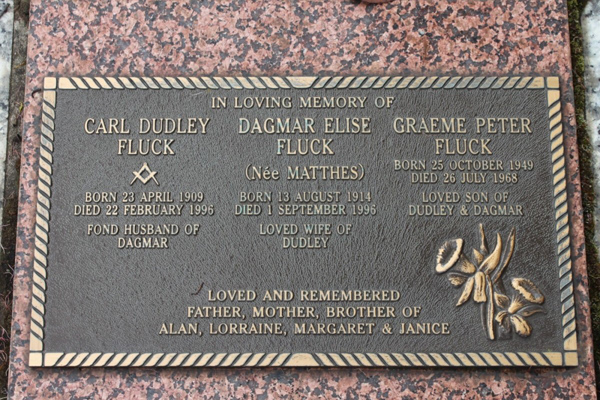 IN LOVING MEMORY OF
CARL DUDLEY
FLUCK
BORN 23 APRIL 1909
DIED 22 FEBRUARY 1996
FOND HUSBAND OF
DAGMAR
DAGMAR ELISE
FLUCK
(Née MATTHES)
BORN 13 AUGUST 1914
DIED 1 SEPTEMBER 1996
LOVED WIFE OF
DUDLEY
GRAEME PETER
FLUCK
BORN 25 OCTOBER 1949
DIED 26 JULY 1968
LOVED SON OF
DUDLEY & DAGMAR
LOVED AND REMEMBERED
FATHER, MOTHER, BROTHER OF
ALAN, LORRAINE, MARGARET & JANICE